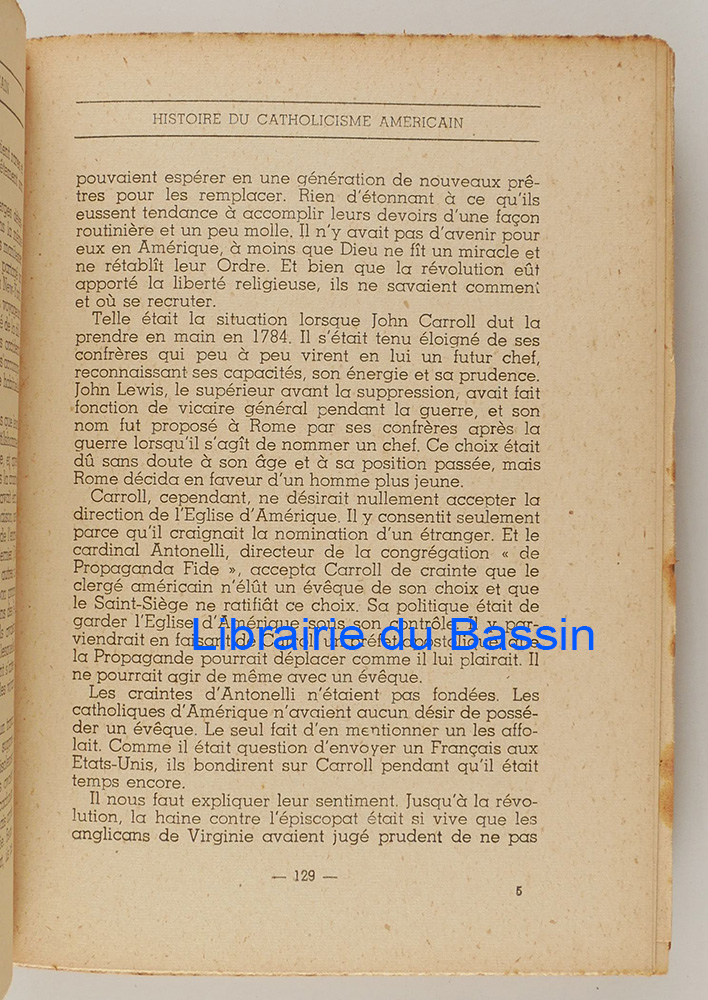 HISTOIRE DU CATHOLICISME AMERICAIN
pouvaient espérer en une génération de nouveaux prê-
tres pour les remplacer. Rien d'étonnant à ce qu'ils
eussent tendance à accomplir leurs devoirs d'une façon
routinière et un peu molle. Il n'y avait pas d'avenir pour
eux en Amérique, à moins que Dieu ne fît un miracle et
ne rétablît leur Ordre. Et bien que la révolution eût
apporté la liberté religieuse, ils ne savaient comment
et où se recruter.
Telle était la situation lorsque John Carroll dut la
prendre en main en 1784. Il s'était tenu éloigné de ses
confrères qui peu à peu virent en lui un futur chef,
reconnaissant ses capacités, son énergie et sa prudence.
John Lewis, le supérieur avant la suppression, avait fait
fonction de vicaire général pendant la guerre, et son
nom fut proposé à Rome par ses confrères après la
guerre lorsqu'il s'agît de nommer un chef. Ce choix était
dû sans doute à son âge et à sa position passée, mais
Rome décida en faveur d'un homme plus jeune.
Carroll, cependant, ne désirait nullement accepter la
direction de l'Eglise d'Amérique. Il y consentit seulement
parce qu'il craignait la nomination d'un étranger. Et le
cardinal Antonelli, directeur de la congrégation « de
Propaganda Fide », accepta Carroll de crainte que le
clergé américain n'élût un évêque de son choix et que
le Saint-Siège ne ratifiât ce choix. Sa politique était de
garder l'Eglise d'Amérique sous son contrôle. Il y par-
viendrait en faisant de Carroll un préfet apostolique que
Librairie du Bassin
la Propagande pourrait déplacer comme il lui plairait. Il
ne pourrait agir de même avec un évêque.
Les craintes d'Antonelli n'étaient pas fondées. Les
catholiques d'Amérique n'avaient aucun désir de possé-
der un évêque. Le seul fait d'en mentionner un les affo-
lait. Comme il était question d'envoyer un Français aux
Etats-Unis, ils bondirent sur Carroll pendant qu'il était
temps encore.
Il nous faut expliquer leur sentiment. Jusqu'à la révo-
lution, la haine contre l'épiscopat était si vive que les
anglicans de Virginie avaient jugé prudent de ne pas
— 129 —
5